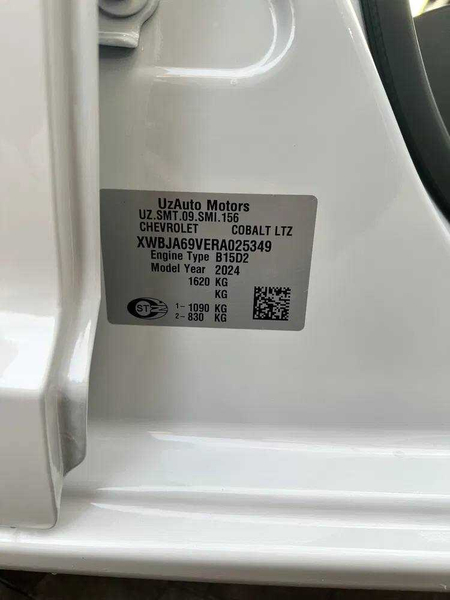 UzAuto Motors
UZ.SMT.09.SMI.156
CHEVROLET COBALT LTZ
XWBJA69VERA025349
Engine Type B15D2
Model Year 2024
1620 KG
KG
ST
1- 1090 KG
2- 830 KG